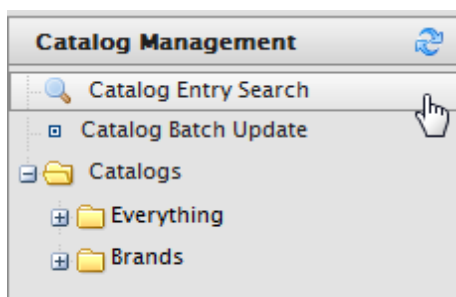 Catalog Management
Catalog Entry Search
Catalog Batch Update
Catalogs
Everything
Brands